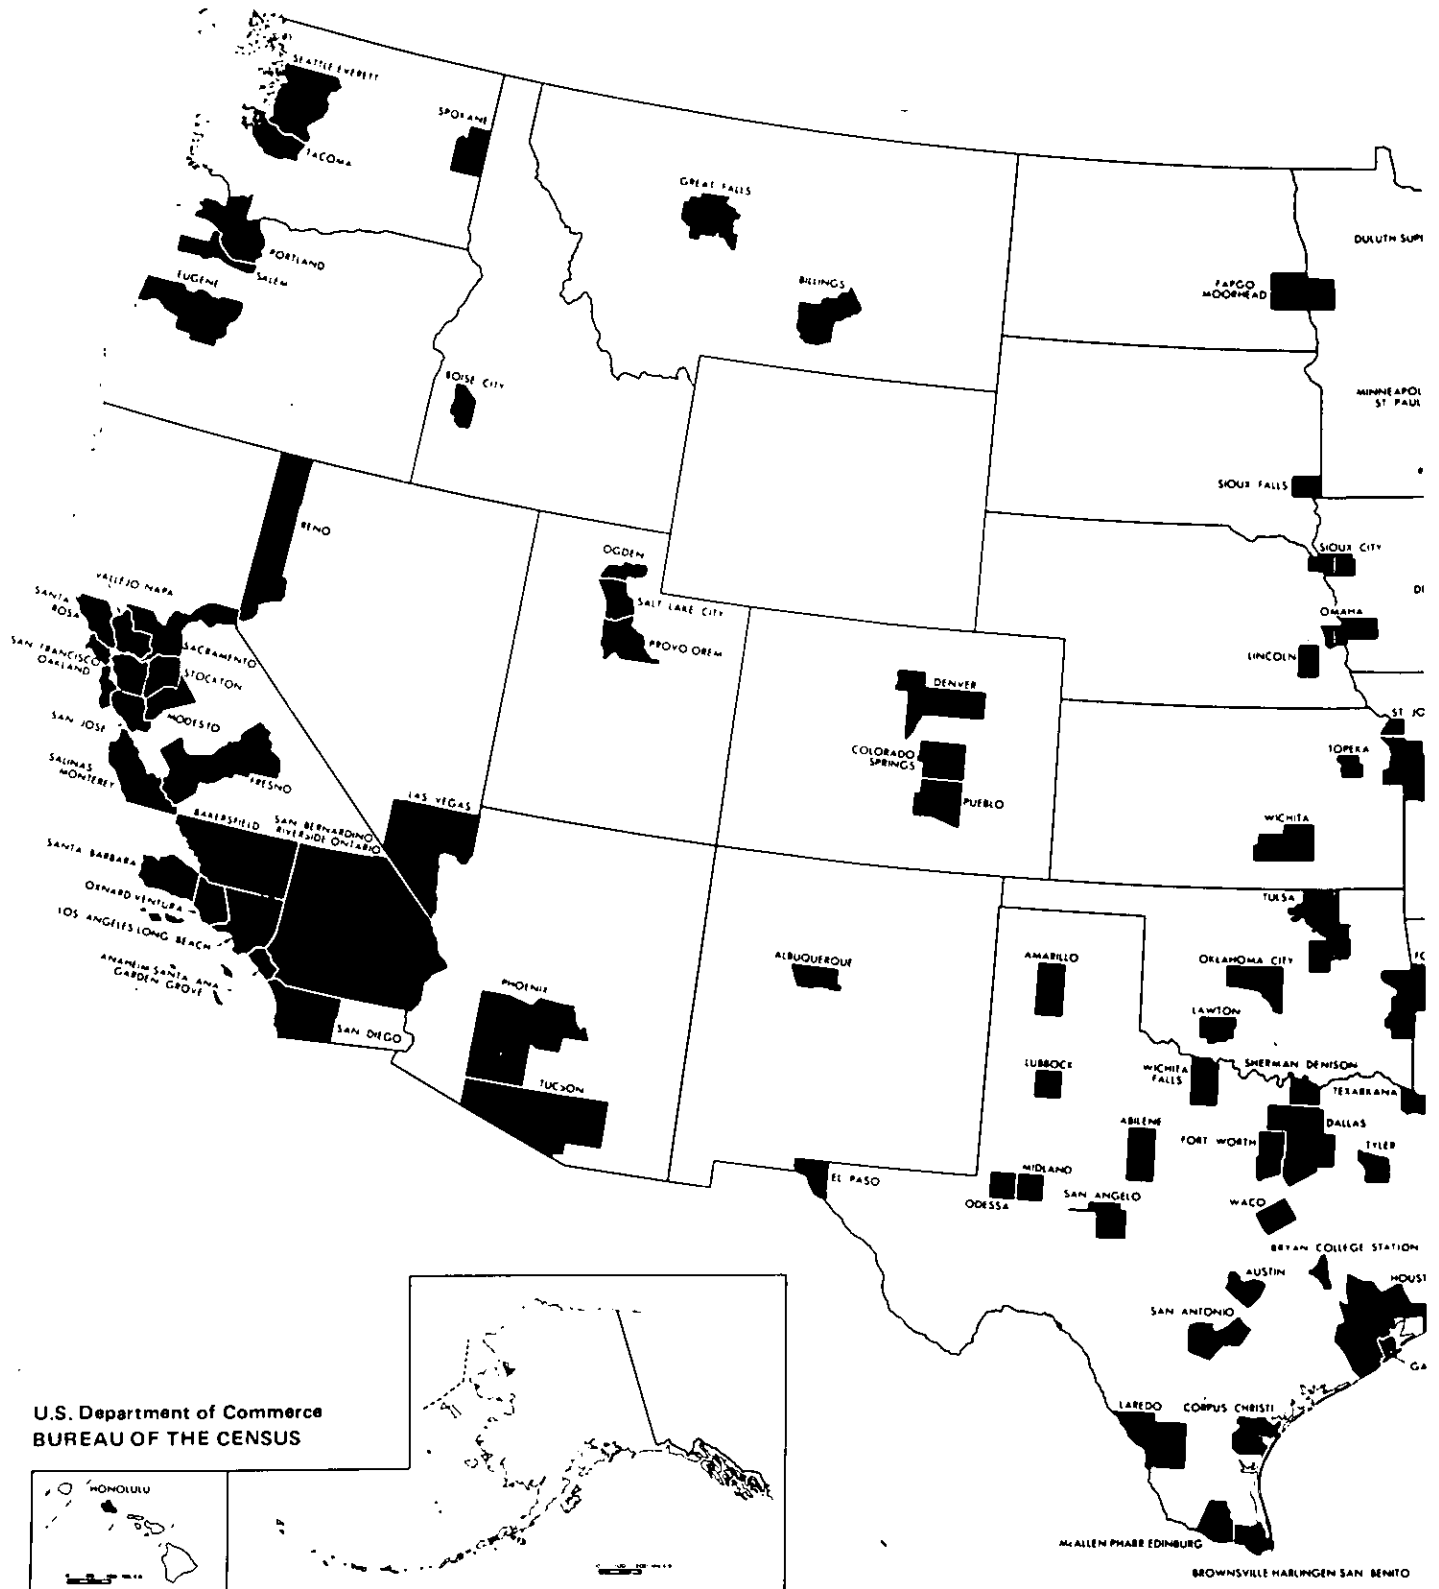 SEATTLE EVERETT
SPOKANE
TACOMA
GREAT FALLS
DULUTH SUPE
PORTLAND
SALEM
EUGENE
BILLINGS
FARGO
MOORHEAD
BOISE CITY
MINNEAPOL
ST PAUL
SIOUX FALLS
RENO
OGDEN
SIOUX CITY
VALLEJO NAPA
SANTA
ROSA
SALT LAKE CITY
OMAHA
SAN FRANCISCO
OAKLAND
SACRAMENTO
PROVO OREM
LINCOLN
STOCKTON
DENVER
SAN JOSE
MODESTO
ST JO
COLORADO
SPRINGS
TOPEKA
SALINAS
MONTEREY
FRESNO
LAS VEGAS
PUEBLO
BAKERSFIELD
SAN BERNARDINO
RIVERSIDE ONTARIO
WICHITA
SANTA BARBARA
OXNARD VENTURA
TULSA
LOS ANGELES LONG BEACH
ALBUQUERQUE
AMARILLO
OKLAHOMA CITY
ANAHEIM SANTA ANA
GARDEN GROVE
PHOENIX
LAWTON
SAN DIEGO
LUBBOCK
WICHITA
FALLS
SHERMAN DENISON
TUCSON
TEXARKANA
ABILENE
DALLAS
FORT WORTH
TYLER
EL PASO
MIDLAND
ODESSA
SAN ANGELO
WACO
BRYAN COLLEGE STATION
AUSTIN
HOUST
SAN ANTONIO
GA
U.S. Department of Commerce
BUREAU OF THE CENSUS
LAREDO
CORPUS CHRISTI
HONOLULU
McALLEN PHARR EDINBURG
BROWNSVILLE HARLINGEN SAN BENITO